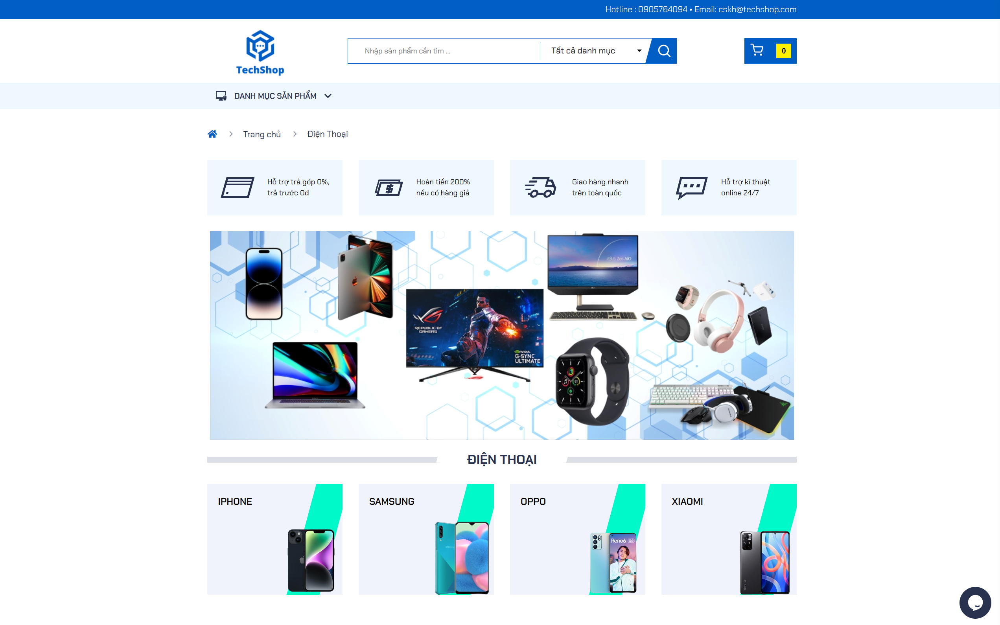 Hotline : 0905764094 • Email: cskh@techshop.com
TechShop
Nhập sản phẩm cần tìm ...
Tất cả danh mục
0
DANH MỤC SẢN PHẨM
Trang chủ
Điện Thoại
Hỗ trợ trả góp 0%,
trả trước 0đ
Hoàn tiền 200%
nếu có hàng giả
Giao hàng nhanh
trên toàn quốc
Hỗ trợ kĩ thuật
online 24/7
ASUS Zen AiO
REPUBLIC OF
GAMERS
NVIDIA.
G-SYNC
ULTIMATE
61
ĐIỆN THOẠI
IPHONE
SAMSUNG
OPPO
XIAOMI
SAMSUNG
Reno6 5G